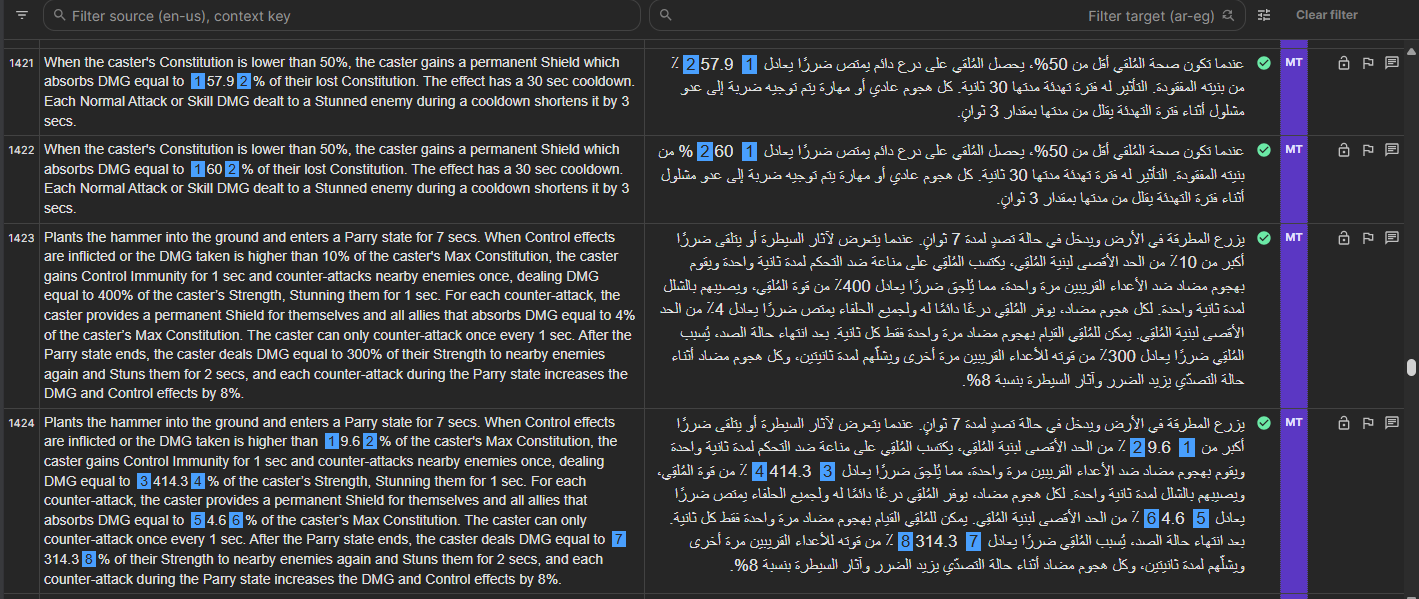 Filter source (en-us), context key
Filter target (ar-eg)
Clear filter
1421
When the caster's Constitution is lower than 50%, the caster gains a permanent Shield which
absorbs DMG equal to 1 57.9 2 % of their lost Constitution. The effect has a 30 sec cooldown.
Each Normal Attack or Skill DMG dealt to a Stunned enemy during a cooldown shortens it by 3
secs.
عندما تكون صحة المُلقي أقل من 50%، يحصل المُلقي على درع دائم يمتص ضررًا يعادل 1 57.9 2 ٪
من بنيته المفقودة. التأثير له فترة تهدئة مدتها 30 ثانية. كل هجوم عادي أو مهارة يتم توجيه ضربة إلى عدو
مشلول أثناء فترة التهدئة يقلل من مدتها بمقدار 3 ثوانٍ.
MT
1422
When the caster's Constitution is lower than 50%, the caster gains a permanent Shield which
absorbs DMG equal to 1 60 2 % of their lost Constitution. The effect has a 30 sec cooldown.
Each Normal Attack or Skill DMG dealt to a Stunned enemy during a cooldown shortens it by 3
secs.
عندما تكون صحة المُلقي أقل من 50%، يحصل المُلقي على درع دائم يمتص ضررًا يعادل 1 60 2 % من
بنيته المفقودة. التأثير له فترة تهدئة مدتها 30 ثانية. كل هجوم عادي أو مهارة يتم توجيه ضربة إلى عدو مشلول
أثناء فترة التهدئة يقلل من مدتها بمقدار 3 ثوانٍ.
MT
1423
Plants the hammer into the ground and enters a Parry state for 7 secs. When Control effects
are inflicted or the DMG taken is higher than 10% of the caster's Max Constitution, the caster
gains Control Immunity for 1 sec and counter-attacks nearby enemies once, dealing DMG
equal to 400% of the caster's Strength, Stunning them for 1 sec. For each counter-attack, the
caster provides a permanent Shield for themselves and all allies that absorbs DMG equal to 4%
of the caster's Max Constitution. The caster can only counter-attack once every 1 sec. After the
Parry state ends, the caster deals DMG equal to 300% of their Strength to nearby enemies
again and Stuns them for 2 secs, and each counter-attack during the Parry state increases the
DMG and Control effects by 8%.
يزرع المطرقة في الأرض ويدخل في حالة تصدٍ لمدة 7 ثوانٍ. عندما يتعرض لآثار السيطرة أو يتلقى ضررًا
أكبر من 10٪ من الحد الأقصى لبنية المُلقِي، يكتسب المُلقِي على مناعة ضد التحكم لمدة ثانية واحدة ويقوم
بهجوم مضاد ضد الأعداء القريبين مرة واحدة، مما يُلحِق ضررًا يعادل 400٪ من قوة المُلقِي، ويصيبهم بالشلل
لمدة ثانية واحدة. لكل هجوم مضاد، يوفر المُلقِي درعًا دائمًا له ولجميع الحلفاء يمتص ضررًا يعادل 4٪ من الحد
الأقصى لبنية المُلقِي. يمكن للمُلقِي القيام بهجوم مضاد مرة واحدة فقط كل ثانية. بعد انتهاء حالة الصد، يُسبب
المُلقِي ضررًا يعادل 300٪ من قوته للأعداء القريبين مرة أخرى ويشلّهم لمدة ثانيتين، وكل هجوم مضاد أثناء
حالة التصدّي يزيد الضرر وآثار السيطرة بنسبة 8%.
MT
1424
Plants the hammer into the ground and enters a Parry state for 7 secs. When Control effects
are inflicted or the DMG taken is higher than 1 9.6 2 % of the caster's Max Constitution, the
caster gains Control Immunity for 1 sec and counter-attacks nearby enemies once, dealing
DMG equal to 3 414.3 4 % of the caster's Strength, Stunning them for 1 sec. For each
counter-attack, the caster provides a permanent Shield for themselves and all allies that
absorbs DMG equal to 5 4.6 6 % of the caster's Max Constitution. The caster can only
counter-attack once every 1 sec. After the Parry state ends, the caster deals DMG equal to 7
314.3 8 % of their Strength to nearby enemies again and Stuns them for 2 secs, and each
counter-attack during the Parry state increases the DMG and Control effects by 8%.
يزرع المطرقة في الأرض ويدخل في حالة تصدٍ لمدة 7 ثوانٍ. عندما يتعرض لآثار السيطرة أو يتلقى ضررًا
أكبر من 1 9.6 2 ٪ من الحد الأقصى لبنية المُلقِي، يكتسب المُلقِي على مناعة ضد التحكم لمدة ثانية واحدة
ويقوم بهجوم مضاد ضد الأعداء القريبين مرة واحدة، مما يُلحِق ضررًا يعادل 3 414.3 4 ٪ من قوة المُلقِي،
ويصيبهم بالشلل لمدة ثانية واحدة. لكل هجوم مضاد، يوفر المُلقِي درعًا دائمًا له ولجميع الحلفاء يمتص ضررًا
يعادل 5 4.6 6 ٪ من الحد الأقصى لبنية المُلقِي. يمكن للمُلقِي القيام بهجوم مضاد مرة واحدة فقط كل ثانية.
بعد انتهاء حالة الصد، يُسبب المُلقِي ضررًا يعادل 7 314.3 8 ٪ من قوته للأعداء القريبين مرة أخرى
ويشلّهم لمدة ثانيتين، وكل هجوم مضاد أثناء حالة التصدّي يزيد الضرر وآثار السيطرة بنسبة 8%.
MT